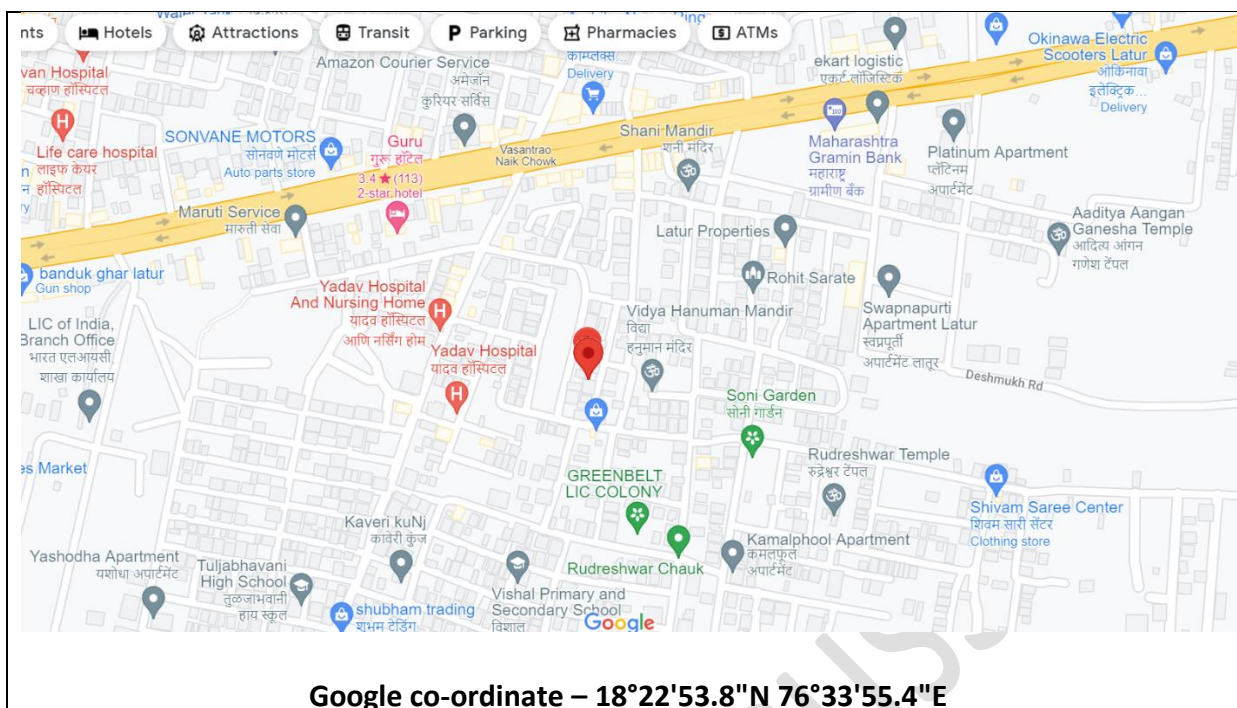 nts
Hotels
Attractions
Transit
Parking
Pharmacies
ATMs
van Hospital
चव्हाण हॉस्पिटल
Life care hospital
लाइफ केयर
हॉस्पिटल
SONVANE MOTORS
सोनवणे मोटर्स
Auto parts store
Amazon Courier Service
अमेजॉन
कुरियर सर्विस
काम्प्लेक्स...
Delivery
ekart logistic
एकर्ट लॉजिस्टिक
Okinawa Electric
Scooters Latur
ओकिनावा
इलेक्ट्रिक...
Delivery
Guru
गुरू हॉटेल
3.4 ★ (113)
2-star hotel
Vasantrao
Naik Chowk
Shani Mandir
शनी मंदिर
Maharashtra
Gramin Bank
महाराष्ट्र
ग्रामीण बँक
Platinum Apartment
प्लॅटिनम
अपार्टमेंट
Maruti Service
मारुती सेवा
Latur Properties
Aaditya Aangan
Ganesha Temple
आदित्य आंगन
गणेश टेंपल
banduk ghar latur
Gun shop
Yadav Hospital
And Nursing Home
यादव हॉस्पिटल
आणि नर्सिंग होम
Rohit Sarate
LIC of India,
Branch Office
भारत एलआयसी,
शाखा कार्यालय
Vidya Hanuman Mandir
विद्या
हनुमान मंदिर
Swapnapurti
Apartment Latur
स्वप्नपूर्ती
अपार्टमेंट लातूर
Yadav Hospital
यादव हॉस्पिटल
Deshmukh Rd
Soni Garden
सोनी गार्डन
es Market
GREENBELT
LIC COLONY
Rudreshwar Temple
रुद्रेश्वर टेंपल
Shivam Saree Center
शिवम सारी सेंटर
Clothing store
Kaveri kuNj
कावेरी कुंज
Kamalphool Apartment
कमलफूल
अपार्टमेंट
Yashodha Apartment
यशोधा अपार्टमेंट
Tuljabhavani
High School
तुळजाभवानी
हाय स्कूल
Rudreshwar Chauk
Vishal Primary and
Secondary School
विशाल
shubham trading
शुभम ट्रेडिंग
Google
Google co-ordinate – 18°22'53.8"N 76°33'55.4"E